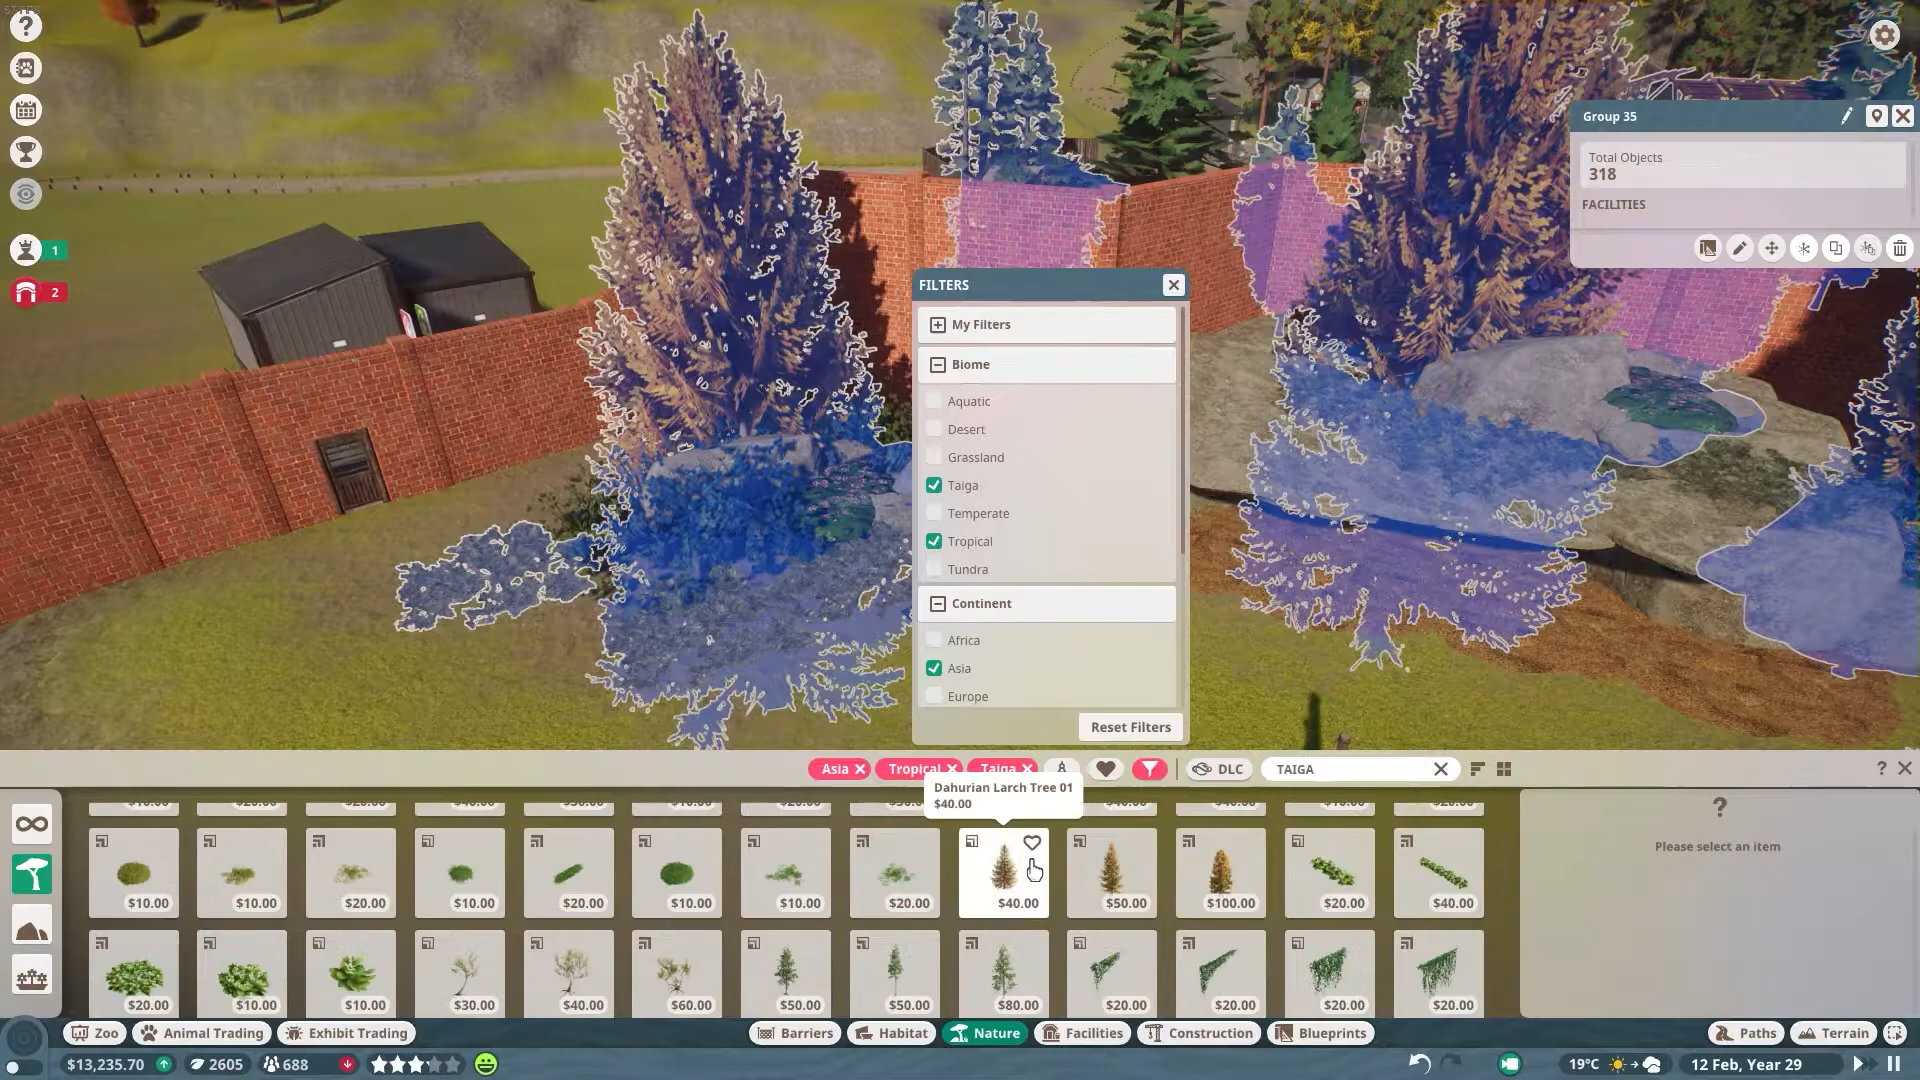 1
2
Group 35
Total Objects
318
FACILITIES
FILTERS
My Filters
Biome
Aquatic
Desert
Grassland
Taiga
Temperate
Tropical
Tundra
Continent
Africa
Asia
Europe
Reset Filters
Asia
Tropical
Taiga
DLC
TAIGA
Dahurian Larch Tree 01
$40.00
Please select an item
$10.00 $10.00 $20.00 $10.00 $20.00 $10.00 $10.00 $20.00 $40.00 $50.00 $100.00 $20.00 $40.00
$20.00 $10.00 $10.00 $30.00 $40.00 $60.00 $50.00 $50.00 $80.00 $20.00 $20.00 $20.00 $20.00
Zoo Animal Trading Exhibit Trading Barriers Habitat Nature Facilities Construction Blueprints Paths Terrain
$13,235.70 2605 688 19°C 12 Feb, Year 29